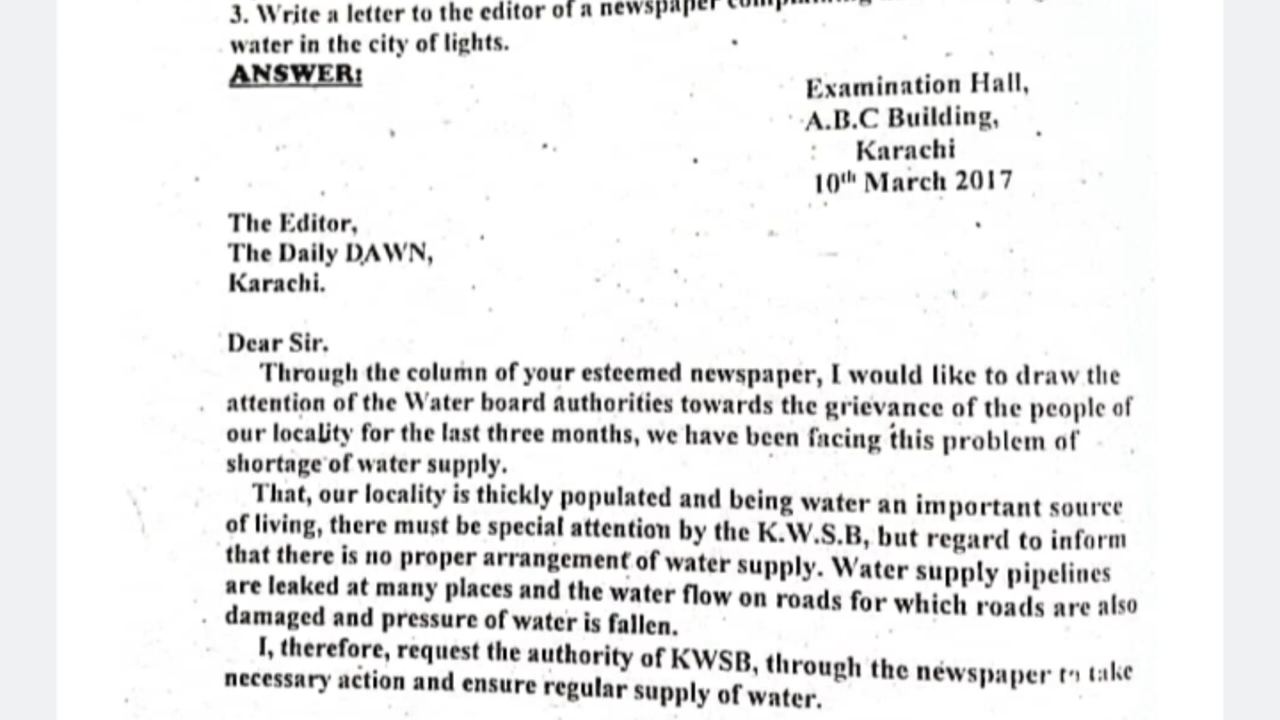 3. Write a letter to the editor of a newspaper
water in the city of lights.
ANSWER:
Examination Hall,
A.B.C Building,
Karachi
10th March 2017
The Editor,
The Daily DAWN,
Karachi.
Dear Sir.
Through the column of your esteemed newspaper, I would like to draw the
attention of the Water board authorities towards the grievance of the people of
our locality for the last three months, we have been facing this problem of
shortage of water supply.
That, our locality is thickly populated and being water an important source
of living, there must be special attention by the K.W.S.B, but regard to inform
that there is no proper arrangement of water supply. Water supply pipelines
are leaked at many places and the water flow on roads for which roads are also
damaged and pressure of water is fallen.
I, therefore, request the authority of KWSB, through the newspaper to take
necessary action and ensure regular supply of water.